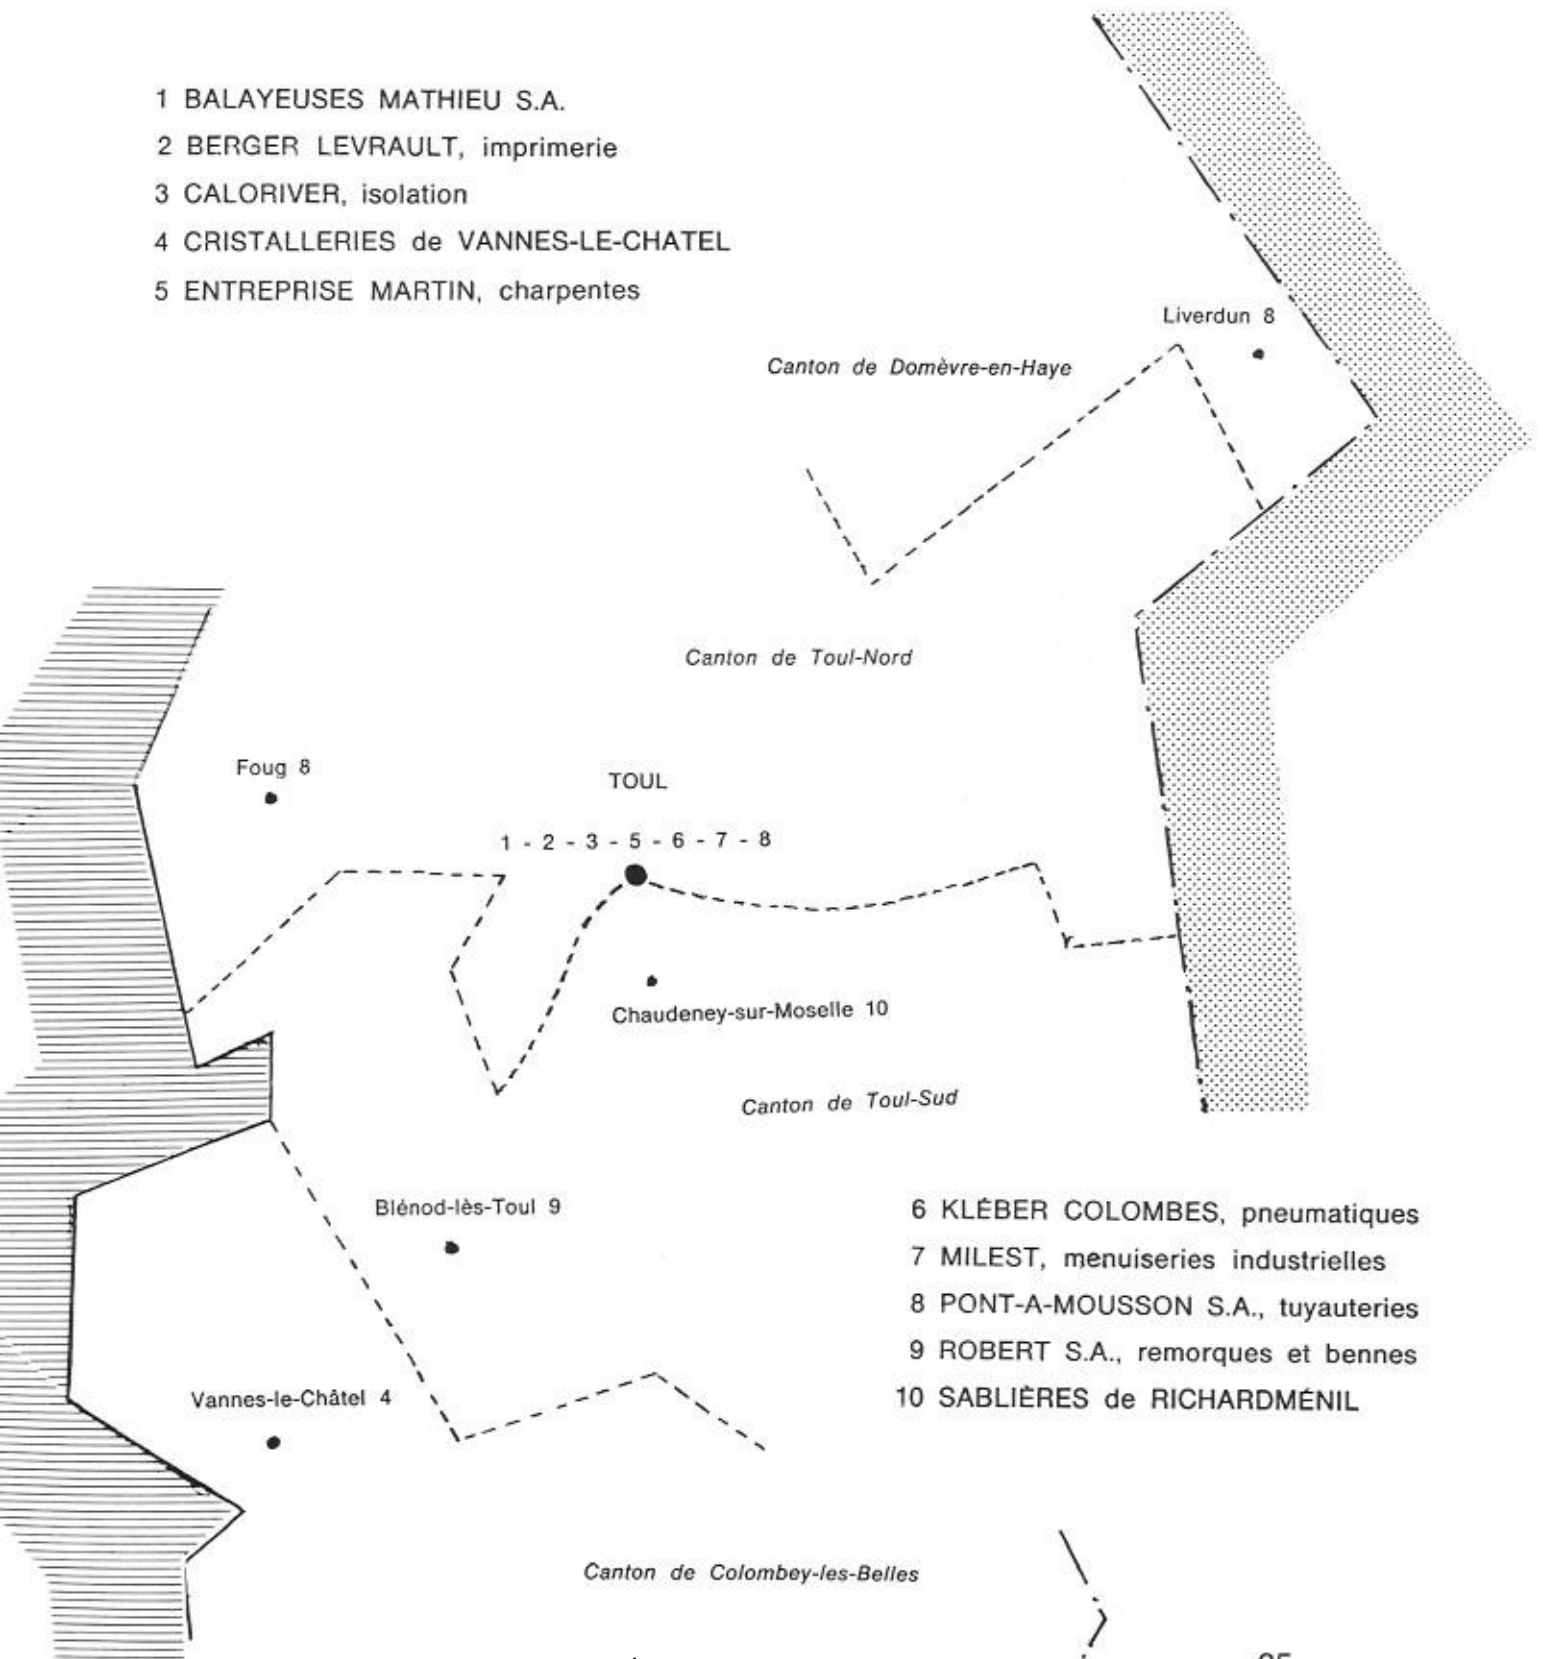 1 BALAYEUSES MATHIEU S.A.
2 BERGER LEVRAULT, imprimerie
3 CALORIVER, isolation
4 CRISTALLERIES de VANNES-LE-CHATEL
5 ENTREPRISE MARTIN, charpentes
Liverdun 8
Canton de Domèvre-en-Haye
Canton de Toul-Nord
Foug 8
TOUL
1 - 2 - 3 - 5 - 6 - 7 - 8
Chaudeney-sur-Moselle 10
Canton de Toul-Sud
Blénod-lès-Toul 9
6 KLÉBER COLOMBES, pneumatiques
7 MILEST, menuiseries industrielles
8 PONT-A-MOUSSON S.A., tuyauteries
9 ROBERT S.A., remorques et bennes
10 SABLIÈRES de RICHARDMÉNIL
Vannes-le-Châtel 4
Canton de Colombey-les-Belles